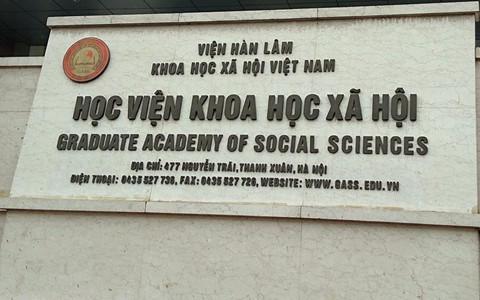 VIỆN HÀN LÂM
KHOA HỌC XÃ HỘI VIỆT NAM
HỌC VIỆN KHOA HỌC XÃ HỘI
GRADUATE ACADEMY OF SOCIAL SCIENCES
ĐỊA CHỈ: 477 NGUYỄN TRÃI, THANH XUÂN, HÀ NỘI
ĐIỆN THOẠI: 0435 527 738, FAX: 0435 527 728, WEBSITE: WWW.GASS.EDU.VN